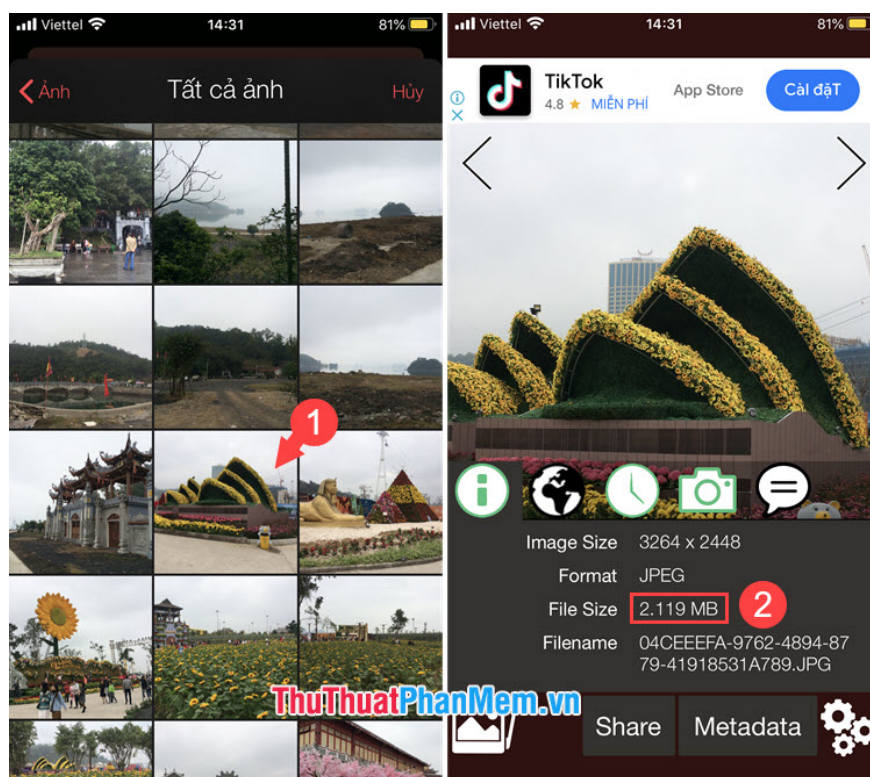 Viettel 14:31 81%
Ảnh Tất cả ảnh Hủy
1
Viettel 14:31 81%
TikTok
4.8 ★ MIỄN PHÍ
App Store
Cài đặT
Image Size 3264 x 2448
Format JPEG
File Size 2.119 MB
2
Filename 04CEEEFA-9762-4894-87
79-41918531A789.JPG
Share Metadata
ThuThuatPhanMem.vn